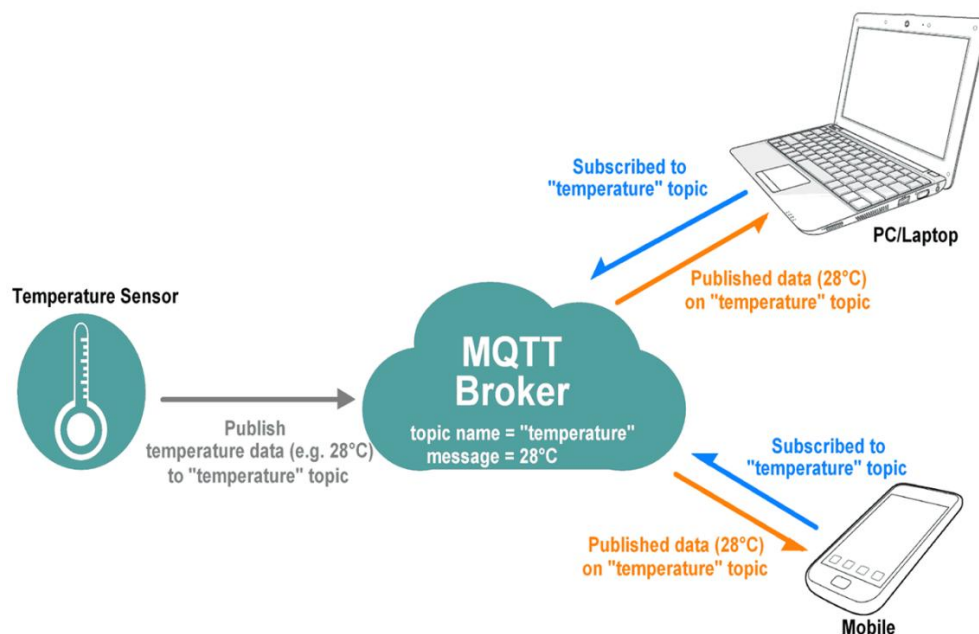 Subscribed to
"temperature" topic
PC/Laptop
Published data (28°C)
on "temperature" topic
Temperature Sensor
MQTT
Broker
topic name = "temperature"
message = 28°C
Publish
temperature data (e.g. 28°C)
to "temperature" topic
Subscribed to
"temperature" topic
Published data (28°C)
on "temperature" topic
Mobile